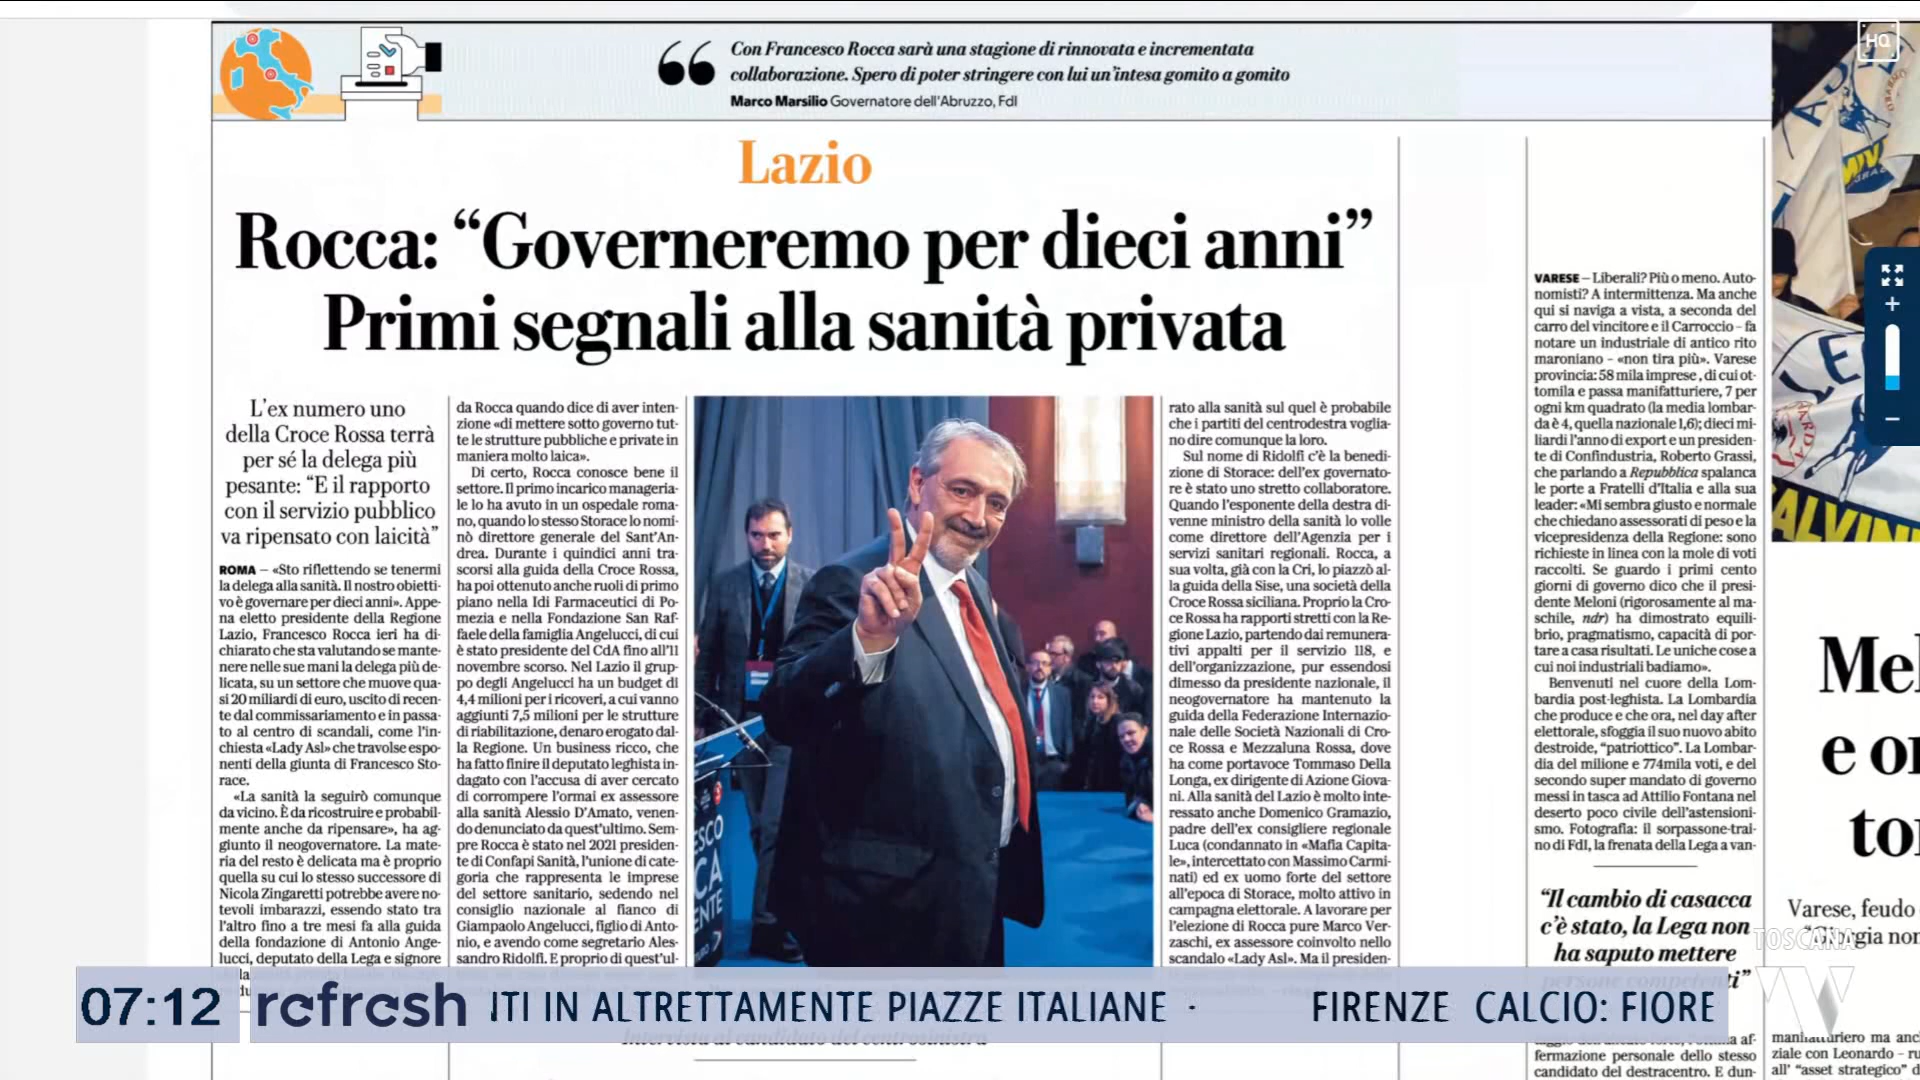 HQ
Con Francesco Rocca sarà una stagione di rinnovata e incrementata
collaborazione. Spero di poter stringere con lui un'intesa gomito a gomito
Marco Marsilio Governatore dell'Abruzzo, FdI
Lazio
Rocca: “Governeremo per dieci anni”
Primi segnali alla sanità privata
L'ex numero uno
della Croce Rossa terrà
per sé la delega più
pesante: “E il rapporto
con il servizio pubblico
va ripensato con laicità”
ROMA – «Sto riflettendo se tenermi
la delega alla sanità. Il nostro obietti-
vo è governare per dieci anni». Appe-
na eletto presidente della Regione
Lazio, Francesco Rocca ieri ha di-
chiarato che sta valutando se mante-
nere nelle sue mani la delega più de-
licata, su un settore che muove qua-
si 20 miliardi di euro, uscito di recen-
te dal commissariamento e in passa-
to al centro di scandali, come l'in-
chiesta «Lady Asl» che travolse espo-
nenti della giunta di Francesco Sto-
race.
«La sanità la seguirò comunque
da vicino. È da ricostruire e probabil-
mente anche da ripensare», ha ag-
giunto il neogovernatore. La mate-
ria del resto è delicata ma è proprio
quella su cui lo stesso successore di
Nicola Zingaretti potrebbe avere no-
tevoli imbarazzi, essendo stato tra
l'altro fino a tre mesi fa alla guida
della fondazione di Antonio Ange-
lucci, deputato della Lega e signore
da Rocca quando dice di aver inten-
zione «di mettere sotto governo tut-
te le strutture pubbliche e private in
maniera molto laica».
Di certo, Rocca conosce bene il
settore. Il primo incarico manageria-
le lo ha avuto in un ospedale roma-
no, quando lo stesso Storace lo nomi-
nò direttore generale del Sant'An-
drea. Durante i quindici anni tra-
scorsi alla guida della Croce Rossa,
ha poi ottenuto anche ruoli di primo
piano nella Idi Farmaceutici di Po-
mezia e nella Fondazione San Raf-
faele della famiglia Angelucci, di cui
è stato presidente del CdA fino all'11
novembre scorso. Nel Lazio il grup-
po degli Angelucci ha un budget di
4,4 milioni per i ricoveri, a cui vanno
aggiunti 7,5 milioni per le strutture
di riabilitazione, denaro erogato dal-
la Regione. Un business ricco, che
ha fatto finire il deputato leghista in-
dagato con l'accusa di aver cercato
di corrompere l'ormai ex assessore
alla sanità Alessio D'Amato, venen-
do denunciato da quest'ultimo. Sem-
pre Rocca è stato nel 2021 presiden-
te di Confapi Sanità, l'unione di cate-
goria che rappresenta le imprese
del settore sanitario, sedendo nel
consiglio nazionale al fianco di
Giampaolo Angelucci, figlio di Anto-
nio, e avendo come segretario Ales-
sandro Ridolfi. E proprio di quest'ul-
rato alla sanità sul quel è probabile
che i partiti del centrodestra voglia-
no dire comunque la loro.
Sul nome di Ridolfi c'è la benedi-
zione di Storace: dell'ex governato-
re è stato uno stretto collaboratore.
Quando l'esponente della destra di-
venne ministro della sanità lo volle
come direttore dell'Agenzia per i
servizi sanitari regionali. Rocca, a
sua volta, già con la Cri, lo piazzò al-
la guida della Sise, una società della
Croce Rossa siciliana. Proprio la Cro-
ce Rossa ha rapporti stretti con la Re-
gione Lazio, partendo dai remunera-
tivi appalti per il servizio 118, e
dell'organizzazione, pur essendosi
dimesso da presidente nazionale, il
neogovernatore ha mantenuto la
guida della Federazione Internazio-
nale delle Società Nazionali di Cro-
ce Rossa e Mezzaluna Rossa, dove
ha come portavoce Tommaso Della
Longa, ex dirigente di Azione Giova-
ni. Alla sanità del Lazio è molto inte-
ressato anche Domenico Gramazio,
padre dell'ex consigliere regionale
Luca (condannato in «Mafia Capita-
le», intercettato con Massimo Carmi-
nati) ed ex uomo forte del settore
all'epoca di Storace, molto attivo in
campagna elettorale. A lavorare per
l'elezione di Rocca pure Marco Ver-
zaschi, ex assessore coinvolto nello
scandalo «Lady Asl». Ma il presiden-
VARESE – Liberali? Più o meno. Auto-
nomisti? A intermittenza. Ma anche
qui si naviga a vista, a seconda del
carro del vincitore e il Carroccio – fa
notare un industriale di antico rito
maroniano – «non tira più». Varese
provincia: 58 mila imprese, di cui ot-
tomila e passa manifatturiere, 7 per
ogni km quadrato (la media lombar-
da è 4, quella nazionale 1,6); dieci mi-
liardi l'anno di export e un presiden-
te di Confindustria, Roberto Grassi,
che parlando a Repubblica spalanca
le porte a Fratelli d'Italia e alla sua
leader: «Mi sembra giusto e normale
che chiedano assessorati di peso e la
vicepresidenza della Regione: sono
richieste in linea con la mole di voti
raccolti. Se guardo i primi cento
giorni di governo dico che il presi-
dente Meloni (rigorosamente al ma-
schile, ndr) ha dimostrato equili-
brio, pragmatismo, capacità di por-
tare a casa risultati. Le uniche cose a
cui noi industriali badiamo».
Benvenuti nel cuore della Lom-
bardia post-leghista. La Lombardia
che produce e che ora, nel day after
elettorale, sfoggia il suo nuovo abito
destroide, “patriottico”. La Lombar-
dia del milione e 774mila voti, e del
secondo super mandato di governo
messi in tasca ad Attilio Fontana nel
deserto poco civile dell'astensioni-
smo. Fotografia: il sorpassone-trai-
no di FdI, la frenata della Lega a van-
“Il cambio di casacca
c'è stato, la Lega non
ha saputo mettere
persone competenti”
fermazione personale dello stesso
candidato del destracentro. E dun-
Mel
e or
tor
Varese, feudo
“Giorgia non
manifatturiero ma anc
ziale con Leonardo – ru
all' “asset strategico” d
TOSCANA
TV
Intervista al candidato del centrosinistra
07:12 refresh ITI IN ALTRETTAMENTE PIAZZE ITALIANE · FIRENZE CALCIO: FIORE